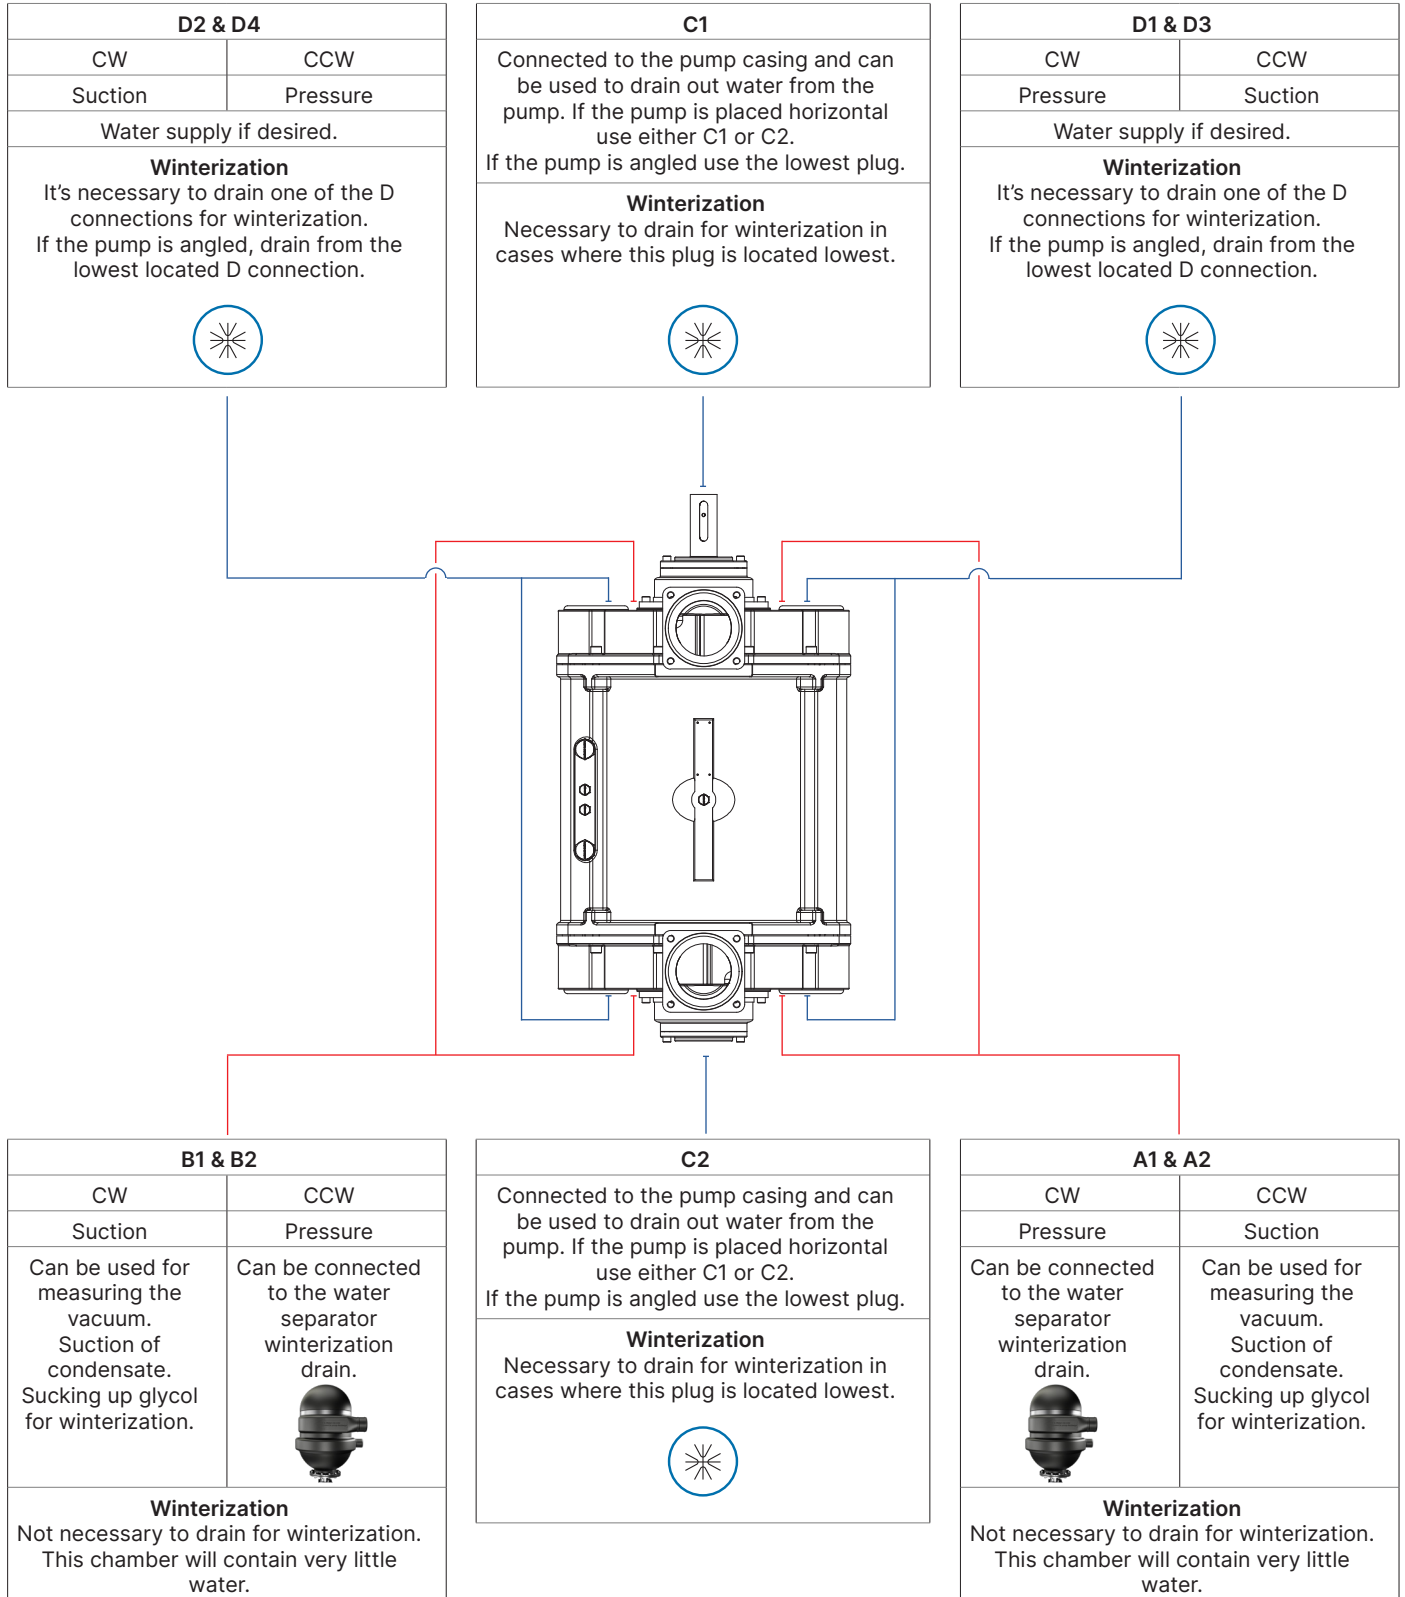 D2 & D4
CW
CCW
Suction
Pressure
Water supply if desired.
Winterization
It’s necessary to drain one of the D
connections for winterization.
If the pump is angled, drain from the
lowest located D connection.
C1
Connected to the pump casing and can
be used to drain out water from the
pump. If the pump is placed horizontal
use either C1 or C2.
If the pump is angled use the lowest plug.
Winterization
Necessary to drain for winterization in
cases where this plug is located lowest.
D1 & D3
CW
CCW
Pressure
Suction
Water supply if desired.
Winterization
It’s necessary to drain one of the D
connections for winterization.
If the pump is angled, drain from the
lowest located D connection.
B1 & B2
CW
CCW
Suction
Pressure
Can be used for
measuring the
vacuum.
Suction of
condensate.
Sucking up glycol
for winterization.
Can be connected
to the water
separator
winterization
drain.
Winterization
Not necessary to drain for winterization.
This chamber will contain very little
water.
C2
Connected to the pump casing and can
be used to drain out water from the
pump. If the pump is placed horizontal
use either C1 or C2.
If the pump is angled use the lowest plug.
Winterization
Necessary to drain for winterization in
cases where this plug is located lowest.
A1 & A2
CW
CCW
Pressure
Suction
Can be connected
to the water
separator
winterization
drain.
Can be used for
measuring the
vacuum.
Suction of
condensate.
Sucking up glycol
for winterization.
Winterization
Not necessary to drain for winterization.
This chamber will contain very little
water.